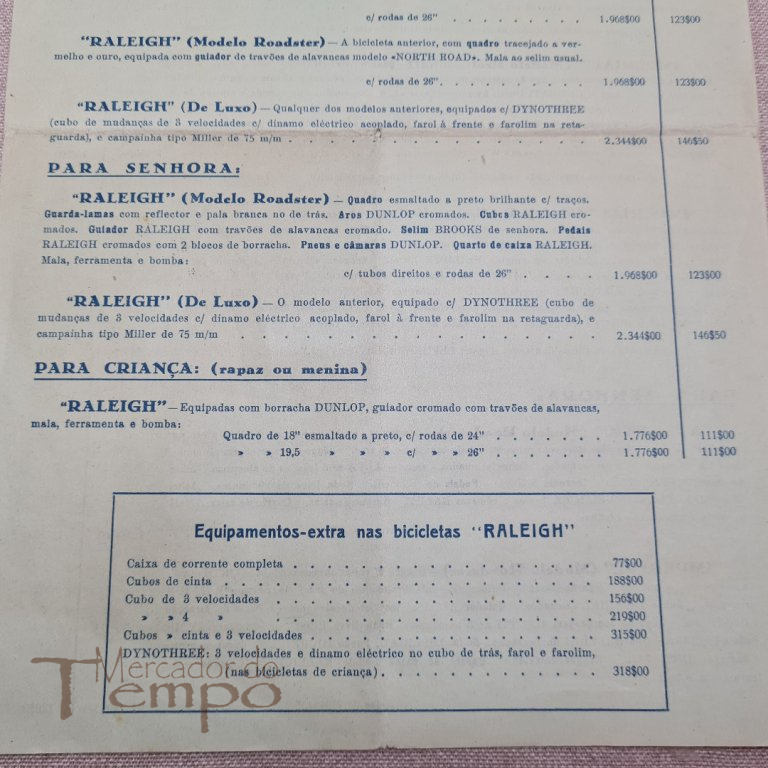 c/ rodas de 26" . . . . . . . . . 1.968$00 123$00
"RALEIGH" (Modelo Roadster) — A bicicleta anterior, com quadro tracejado a ver-
melho e ouro, equipada com guiador de travões de alavancas modelo «NORTH ROAD». Mala ao selim usual.
c/ rodas de 26". . . . . . . . . . 1.968$00 123$00
"RALEIGH" (De Luxo) — Qualquer dos modelos anteriores, equipados c/ DYNOTHREE
(cubo de mudanças de 3 velocidades c/ dínamo eléctrico acoplado, farol à frente e farolim na reta-
guarda), e campainha tipo Miller de 75 m/m . . . . . . . . . . . . 2.344$00 146$50
PARA SENHORA:
"RALEIGH" (Modelo Roadster) — Quadro esmaltado a preto brilhante c/ traços.
Guarda-lamas com reflector e pala branca no de trás. Aros DUNLOP cromados. Cubos RALEIGH cro-
mados. Guiador RALEIGH com travões de alavancas cromado. Selim BROOKS de senhora. Pedais
RALEIGH cromados com 2 blocos de borracha. Pneus e câmaras DUNLOP. Quarto de caixa RALEIGH.
Mala, ferramenta e bomba:
c/ tubos direitos e rodas de 26" . . . . . 1.968$00 123$00
"RALEIGH" (De Luxo) — O modelo anterior, equipado c/ DYNOTHREE (cubo de
mudanças de 3 velocidades c/ dínamo eléctrico acoplado, farol à frente e farolim na retaguarda), e
campainha tipo Miller de 75 m/m . . . . . . . . . . . . . . . 2.344$00 146$50
PARA CRIANÇA: (rapaz ou menina)
"RALEIGH" — Equipadas com borracha DUNLOP, guiador cromado com travões de alavancas,
mala, ferramenta e bomba:
Quadro de 18" esmaltado a preto, c/ rodas de 24" . . . . . . . 1.776$00 111$00
» » 19,5 » » » c/ » » 26" . . . . . . . 1.776$00 111$00
Equipamentos-extra nas bicicletas "RALEIGH"
Caixa de corrente completa . . . . . . . . . . . . . . . . 77$00
Cubos de cinta . . . . . . . . . . . . . . . . . . . . 188$00
Cubo de 3 velocidades . . . . . . . . . . . . . . . . . 156$00
» » 4 » . . . . . . . . . . . . . . . . . 219$00
Cubos » cinta e 3 velocidades . . . . . . . . . . . . . . . 315$00
DYNOTHREE: 3 velocidades e dínamo eléctrico no cubo de trás, farol e farolim,
(nas bicicletas de criança) . . . . . . . . . . . 318$00
Mercador do
Tempo